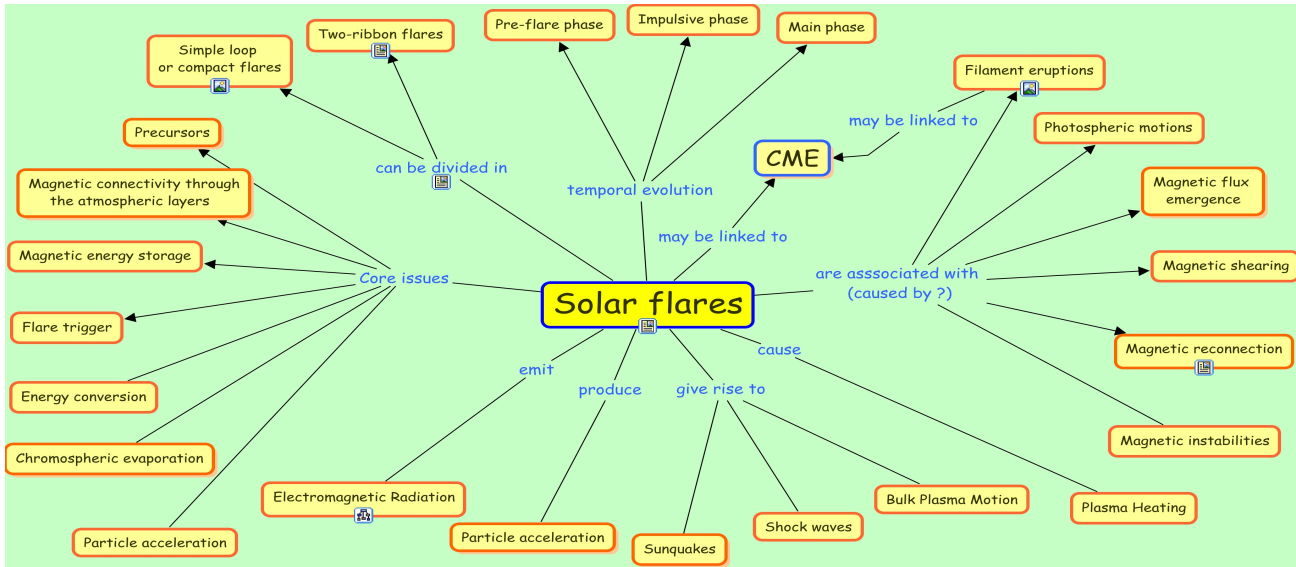 Pre-flare phase
Impulsive phase
Main phase
Two-ribbon flares
Simple loop
or compact flares
Filament eruptions
Precursors
may be linked to
Photospheric motions
CME
can be divided in
temporal evolution
Magnetic connectivity through
the atmospheric layers
Magnetic flux
emergence
may be linked to
Magnetic energy storage
Core issues
are asssociated with
(caused by ?)
Magnetic shearing
Solar flares
Flare trigger
cause
Magnetic reconnection
emit
produce
give rise to
Energy conversion
Magnetic instabilities
Chromospheric evaporation
Electromagnetic Radiation
Bulk Plasma Motion
Plasma Heating
Particle acceleration
Particle acceleration
Shock waves
Sunquakes